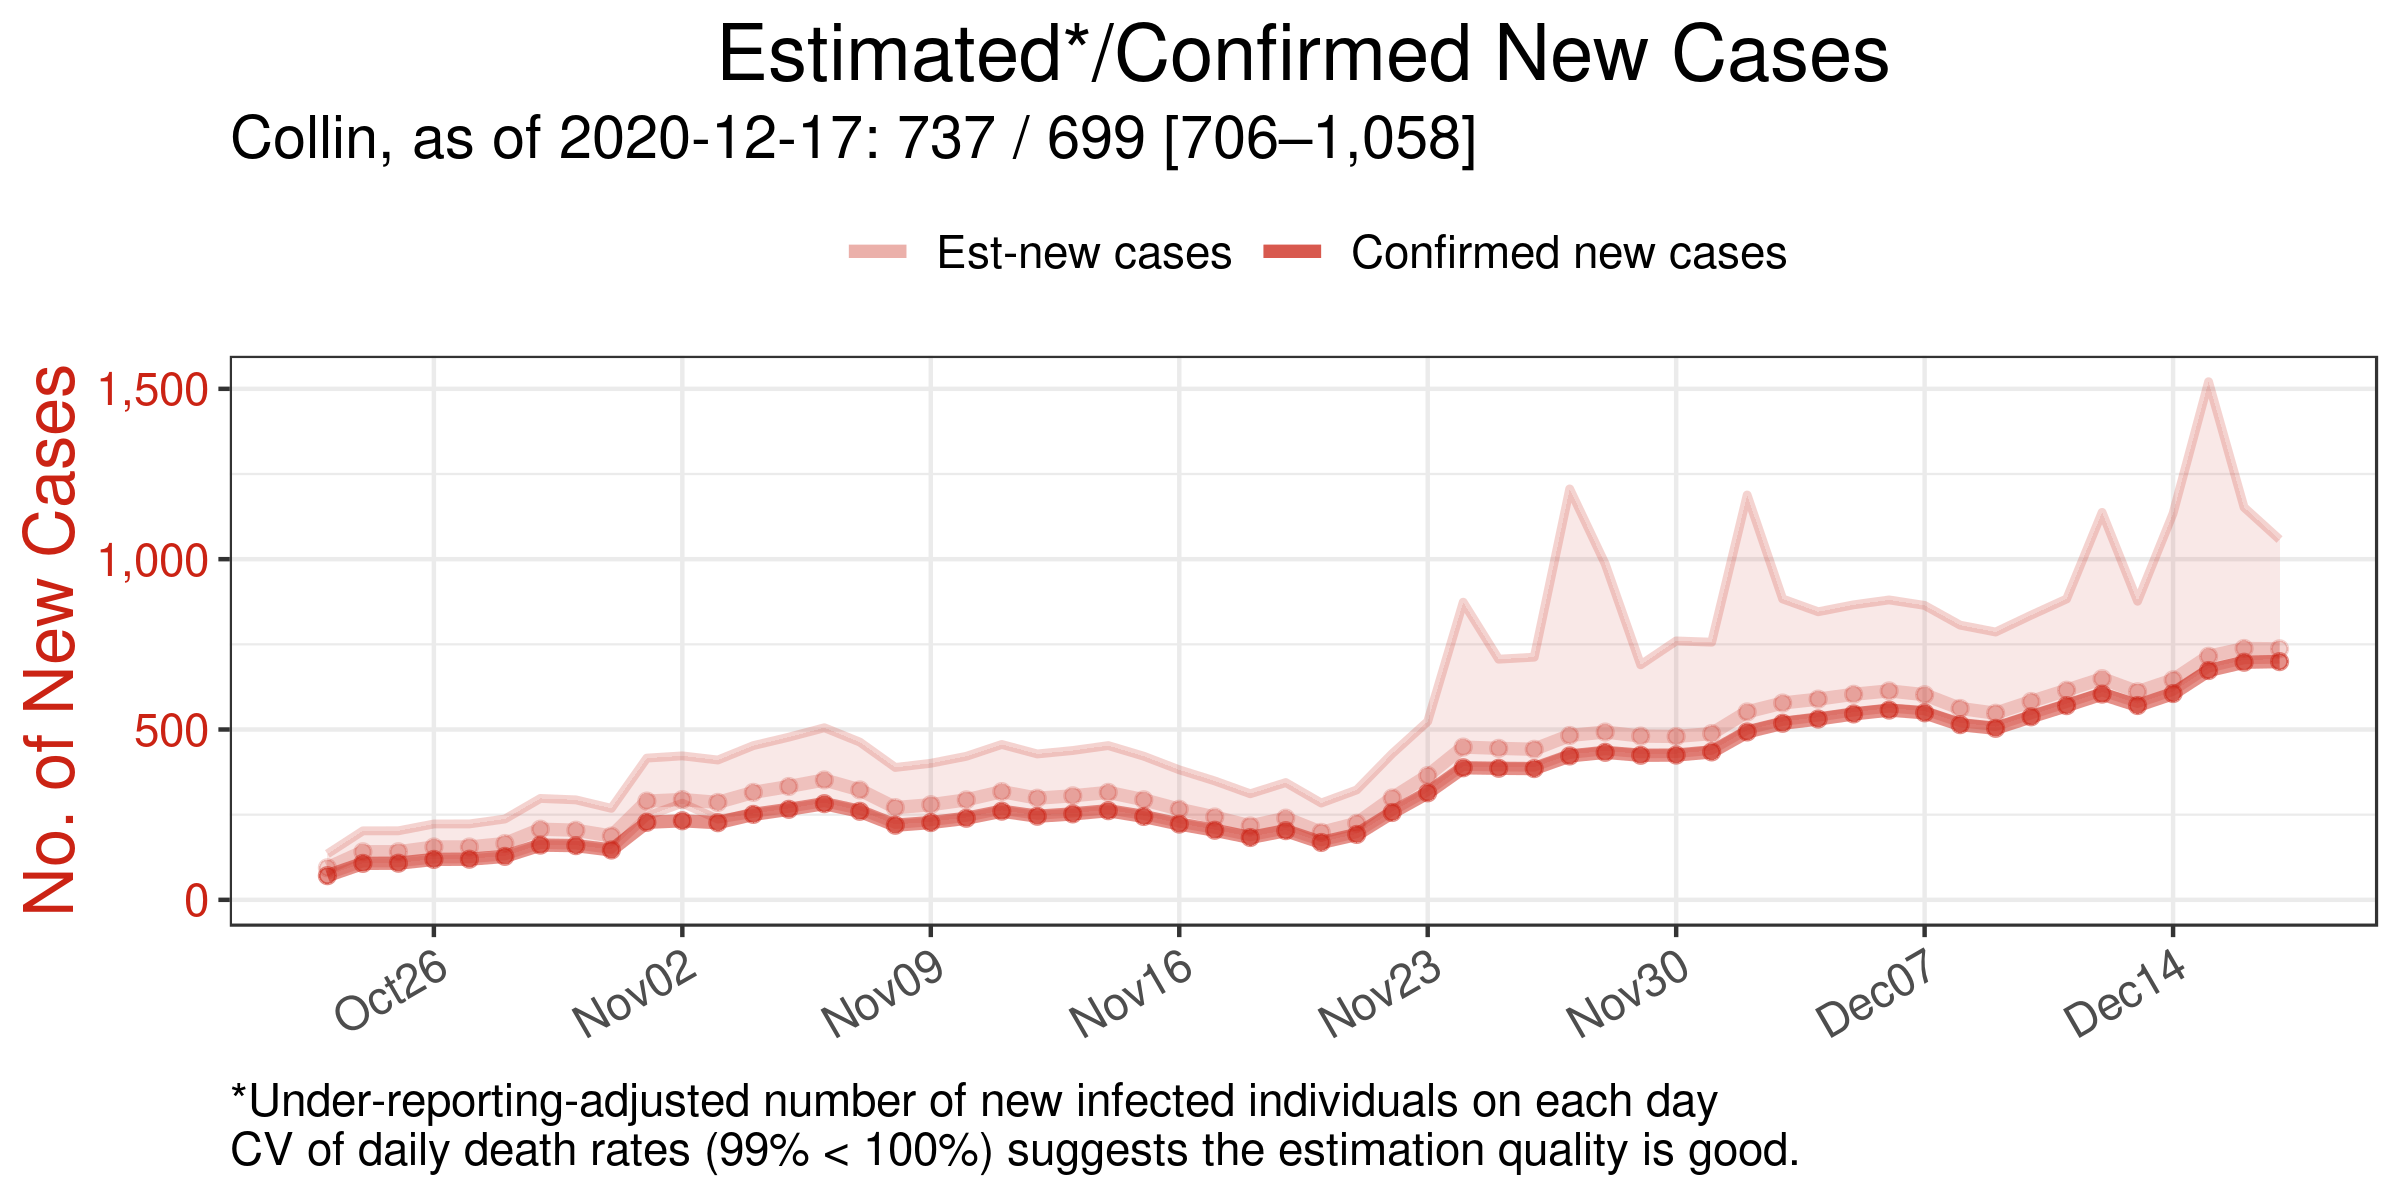 Estimated*/Confirmed New Cases
Collin, as of 2020-12-17: 737 / 699 [706–1,058]
Est-new cases
Confirmed new cases
No. of New Cases
1,500
1,000
500
0
Oct26
Nov02
Nov09
Nov16
Nov23
Nov30
Dec07
Dec14
*Under-reporting-adjusted number of new infected individuals on each day
CV of daily death rates (99% < 100%) suggests the estimation quality is good.